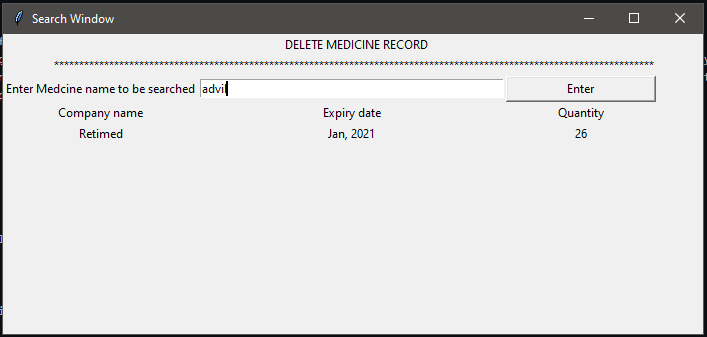 Search Window
DELETE MEDICINE RECORD
************************************************************************************************************************
Enter Medcine name to be searched advil Enter
Company name Expiry date Quantity
Retimed Jan, 2021 26